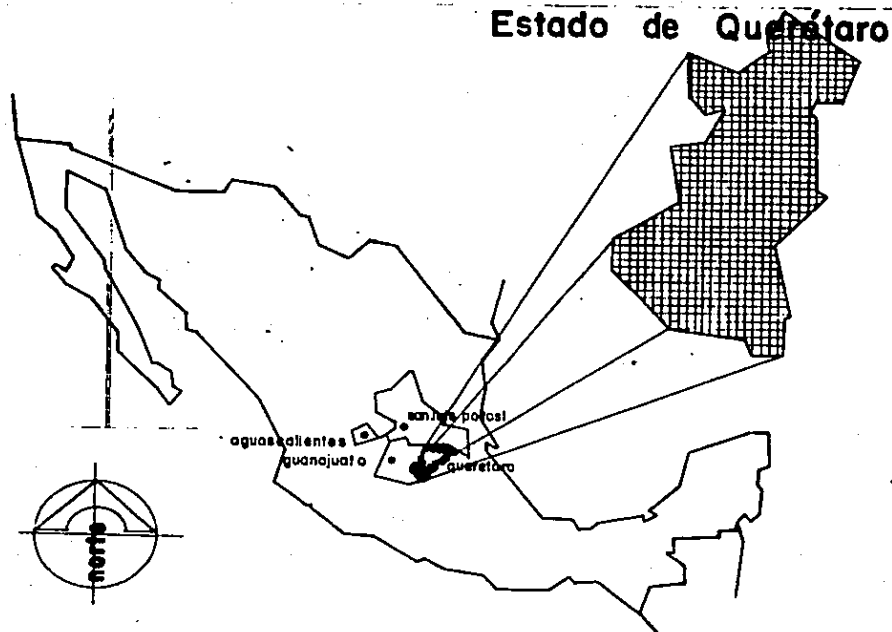 Estado de Querétaro
san luis potosi
aguascalientes
guanajuato
queretaro
norte